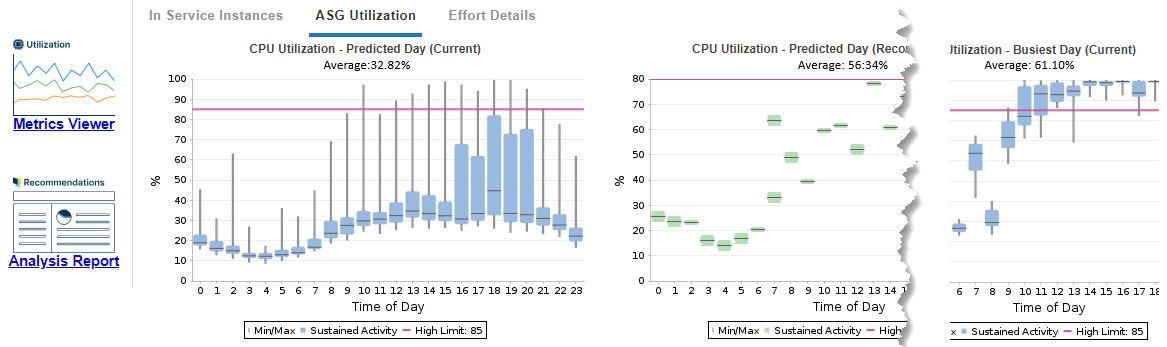 In Service Instances
ASG Utilization
Effort Details
Utilization
Metrics Viewer
Recommendations
Analysis Report
CPU Utilization - Predicted Day (Current)
Average:32.82%
100
90
80
70
60
50
40
30
20
10
0
%
0 1 2 3 4 5 6 7 8 9 10 11 12 13 14 15 16 17 18 19 20 21 22 23
Time of Day
Min/Max Sustained Activity High Limit: 85
CPU Utilization - Predicted Day (Reco
Average: 56:34%
80
70
60
50
40
30
20
10
0
%
0 1 2 3 4 5 6 7 8 9 10 11 12 13 14
Time of Day
Min/Max Sustained Activity High
Utilization - Busiest Day (Current)
Average: 61.10%
6 7 8 9 10 11 12 13 14 15 16 17 18
Time of Day
x Sustained Activity High Limit: 85